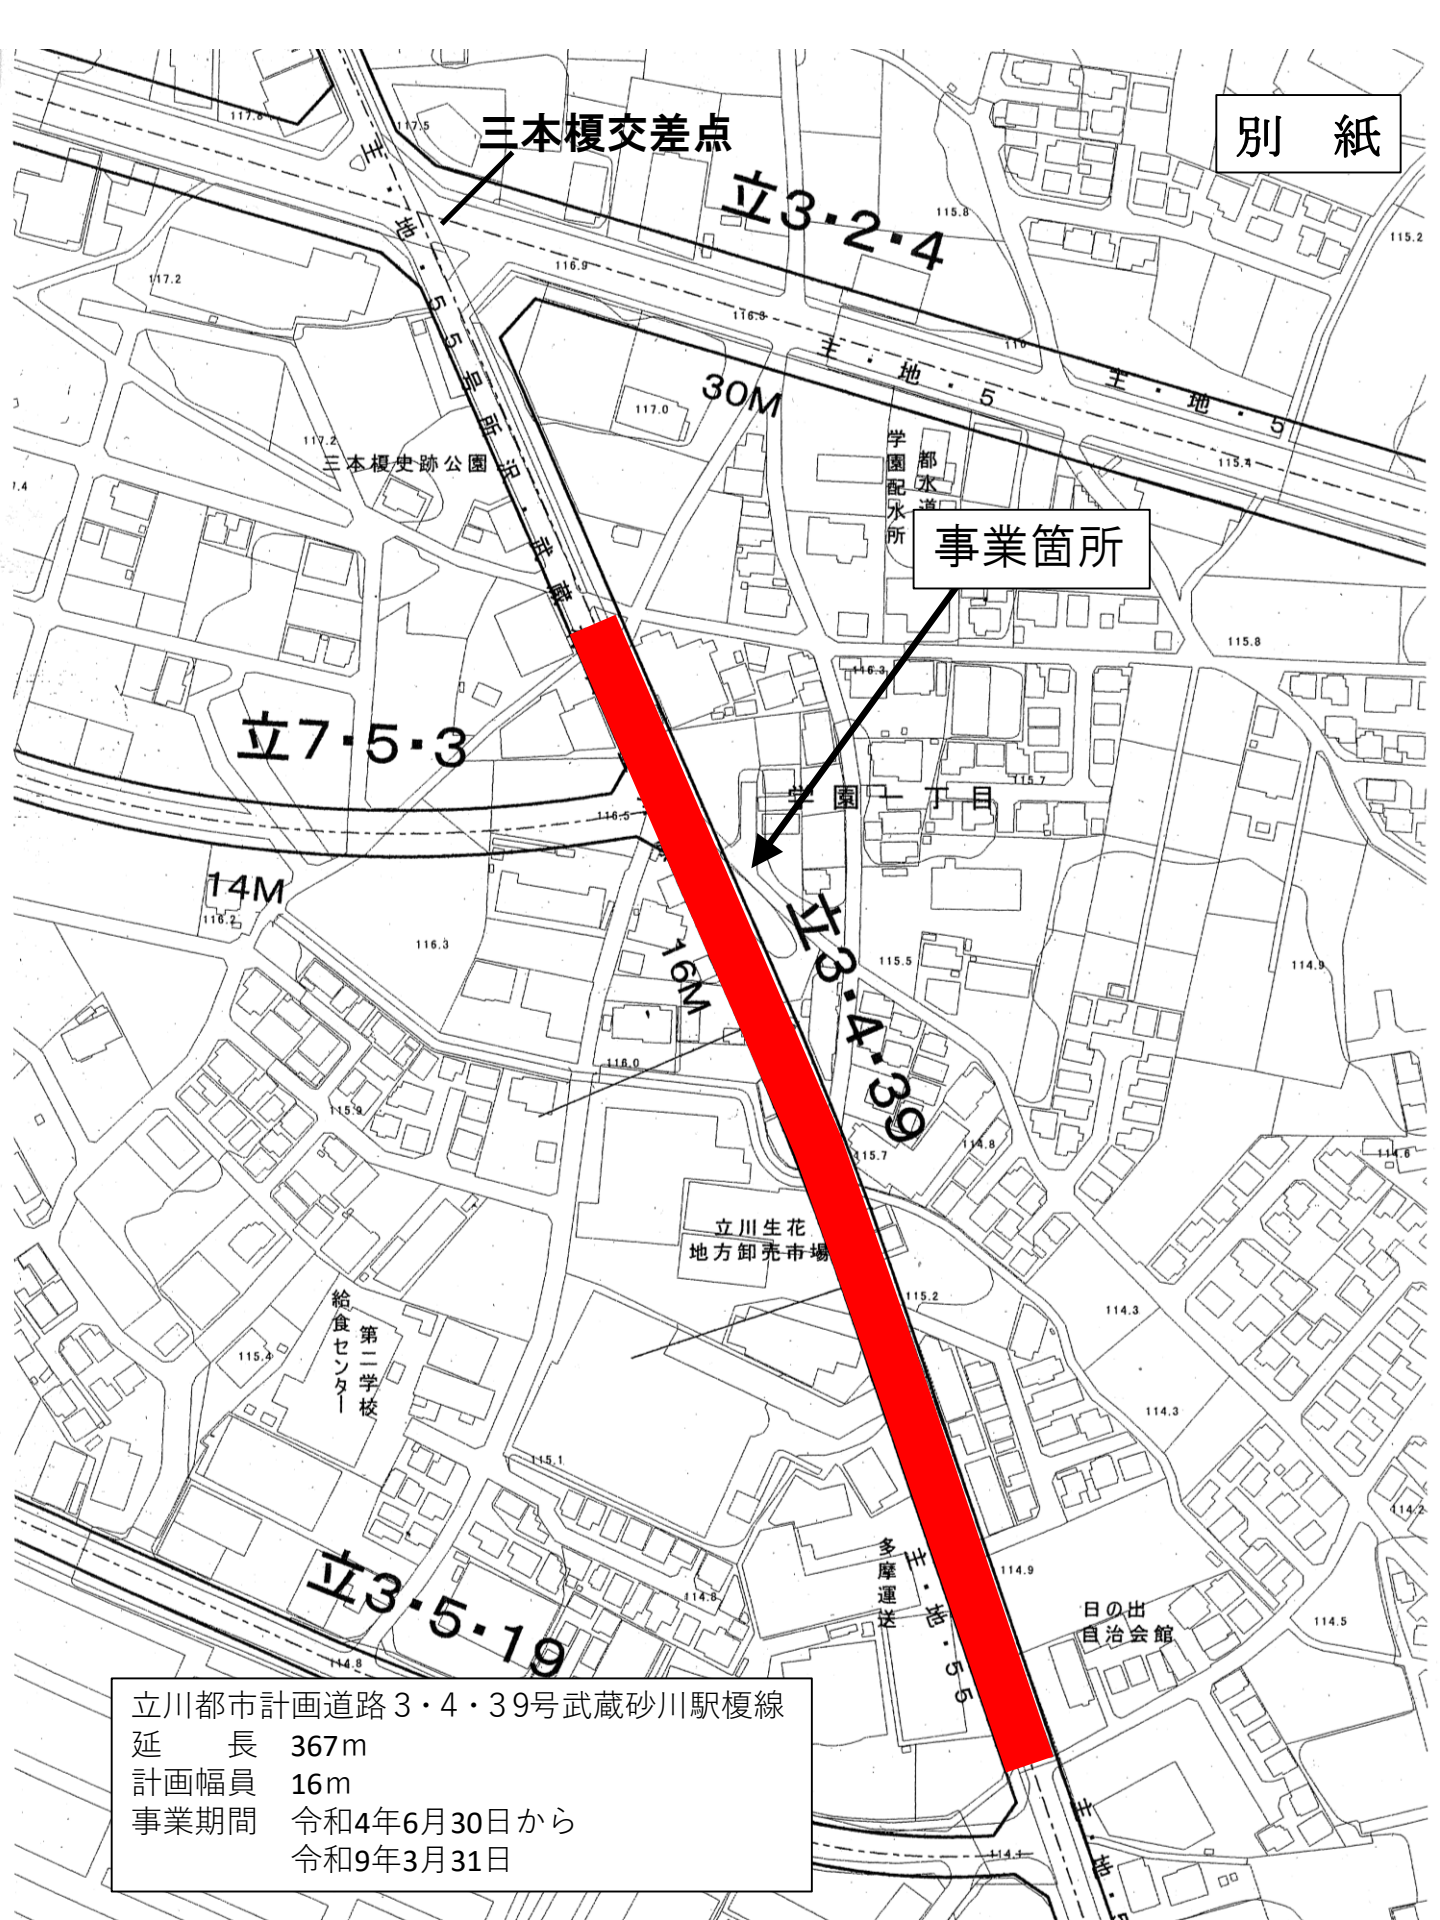 別　紙
三本榎交差点
立3・2・4
117.8
117.5
115.8
115.2
117.2
116.9
116.8
主・地・55号所沢・武蔵
主・地・5
主・地・5
30M
117.0
117.2
三本榎史跡公園
115.4
学園配水所
都水道
事業箇所
115.8
116.3
立7・5・3
115.7
学園一丁目
116.5
14M
116.2
116.3
16M
立3・4・39
115.5
114.9
116.0
115.9
115.7
114.8
114.6
立川生花
地方卸売市場
115.2
114.3
第二学校
給食センター
115.4
114.3
115.1
114.2
多摩運送
主・地・55
114.9
114.8
日の出
自治会館
114.5
立3・5・19
114.8
立川都市計画道路３・４・３９号武蔵砂川駅榎線
延　　長　367ｍ
計画幅員　16ｍ
事業期間　令和4年6月30日から
令和9年3月31日
114.1
主・地・5